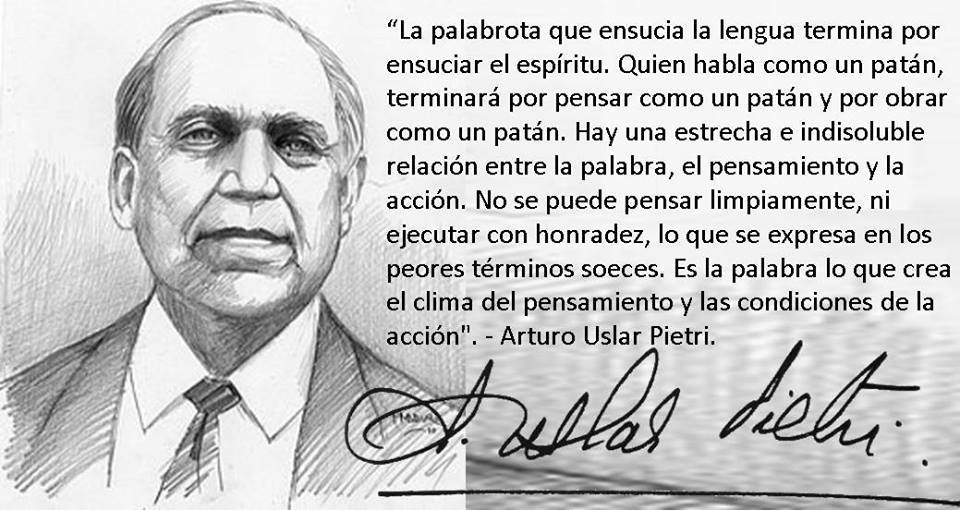 “La palabrota que ensucia la lengua termina por
ensuciar el espíritu. Quien habla como un patán,
terminará por pensar como un patán y por obrar
como un patán. Hay una estrecha e indisoluble
relación entre la palabra, el pensamiento y la
acción. No se puede pensar limpiamente, ni
ejecutar con honradez, lo que se expresa en los
peores términos soeces. Es la palabra lo que crea
el clima del pensamiento y las condiciones de la
acción". - Arturo Uslar Pietri.
A. Uslar Pietri.